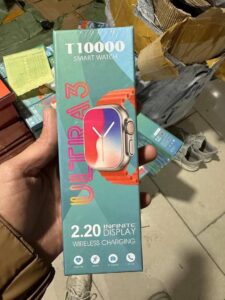 T10000
SMART WATCH
ULTRA 3
2.20 INFINITE
DISPLAY
WIRELESS CHARGING